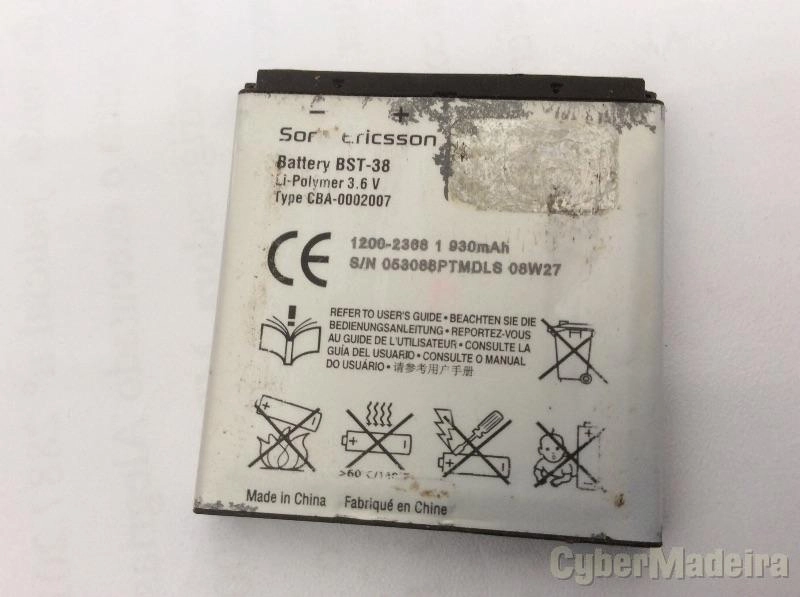 − +
Ericsson
Battery BST-38
Li-Polymer 3.6 V
Type CBA-0002007
CE
1200-2368 1 930mAh
S/N 053088PTMDLS 08W27
REFER TO USER'S GUIDE • BEACHTEN SIE DIE
BEDIENUNGSANLEITUNG • REPORTEZ-VOUS
AU GUIDE DE L'UTILISATEUR • CONSULTE LA
GUÍA DEL USUARIO • CONSULTE O MANUAL
DO USUÁRIO • 请参考用户手册
>60°C/140°F
Made in China Fabriqué en Chine
CyberMadeira